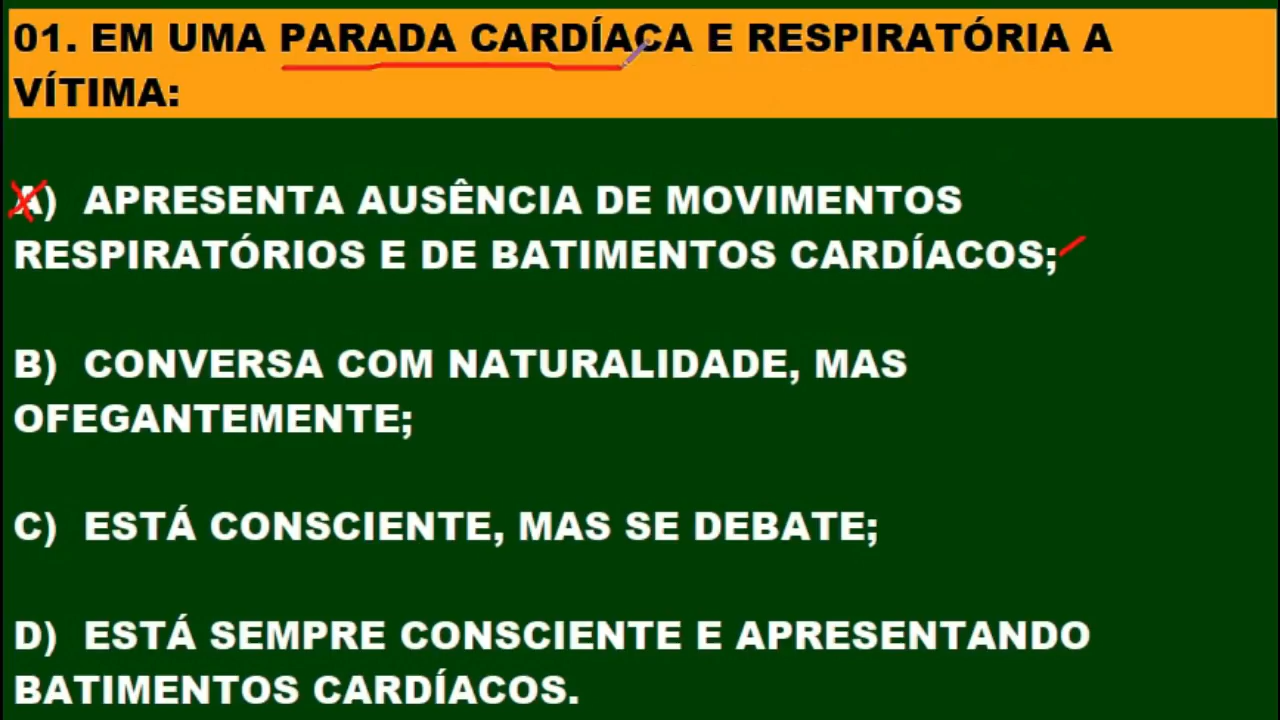 01. EM UMA PARADA CARDÍACA E RESPIRATÓRIA A
VÍTIMA:
A) APRESENTA AUSÊNCIA DE MOVIMENTOS
RESPIRATÓRIOS E DE BATIMENTOS CARDÍACOS;
B) CONVERSA COM NATURALIDADE, MAS
OFEGANTEMENTE;
C) ESTÁ CONSCIENTE, MAS SE DEBATE;
D) ESTÁ SEMPRE CONSCIENTE E APRESENTANDO
BATIMENTOS CARDÍACOS.